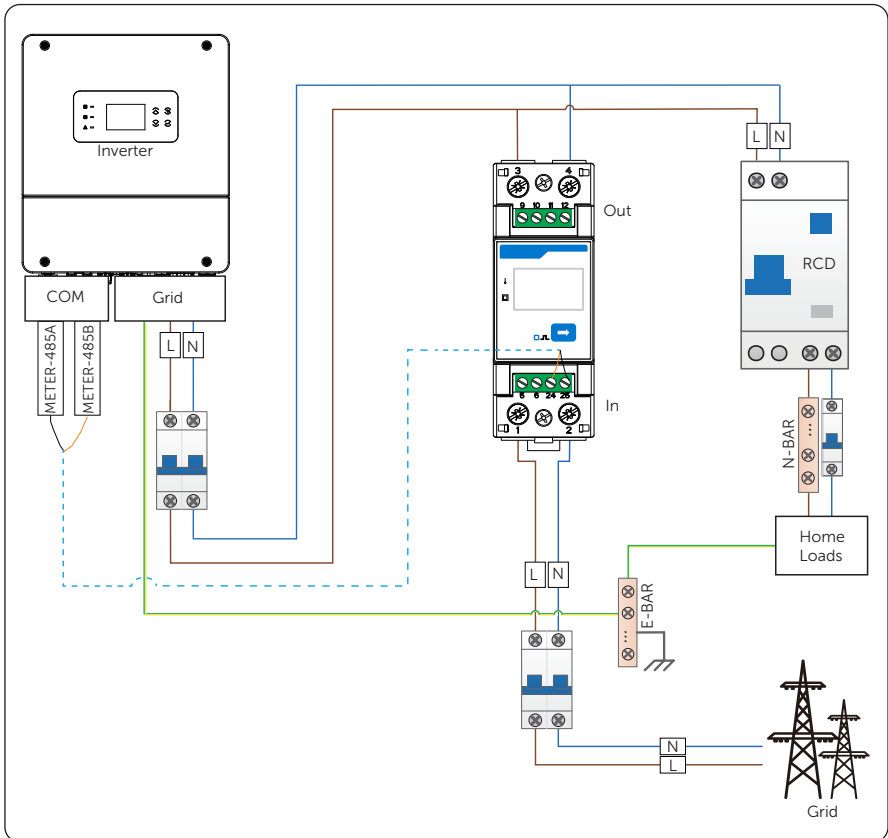 Inverter
COM
Grid
METER-485A
METER-485B
L
N
3
4
9 10 11 12
Out
5 6 24 25
In
1
2
L
N
RCD
N-BAR
Home
Loads
L
N
E-BAR
N
L
Grid